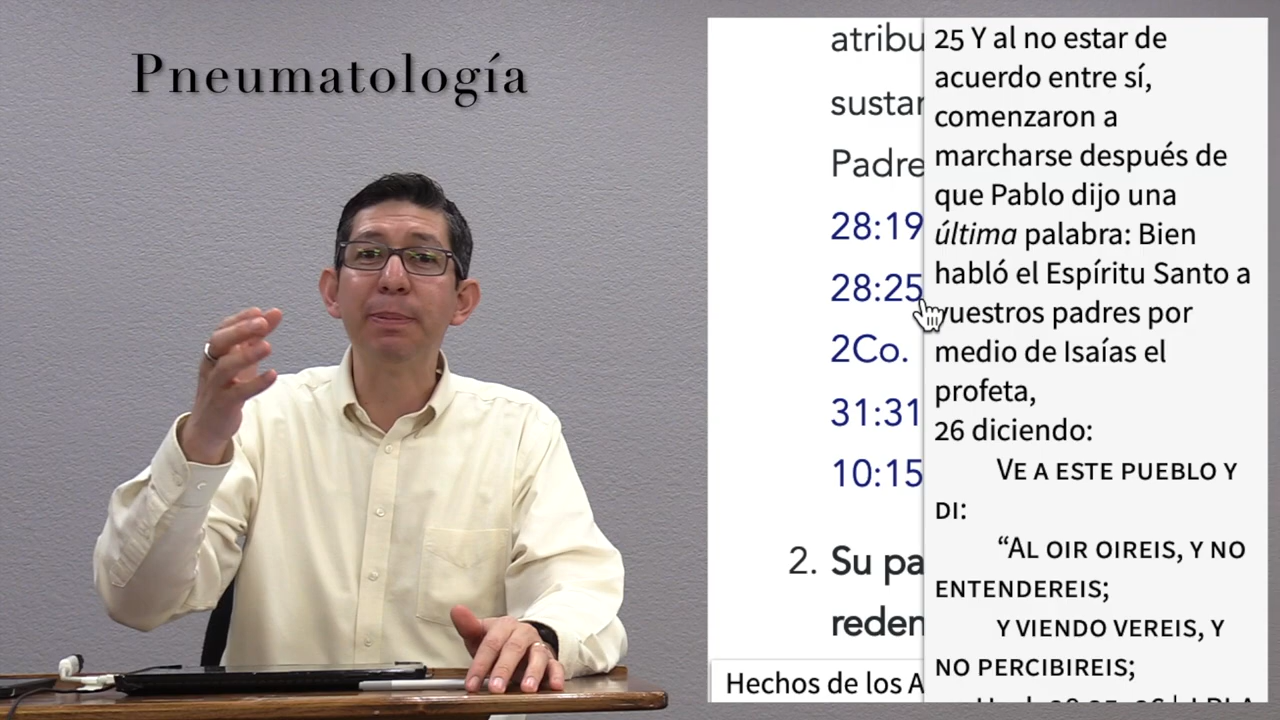 Pneumatología
atribu
sustan
Padre
28:19
28:25
2Co.
31:31
10:15
2. Su pa
reden
Hechos de los A
25 Y al no estar de
acuerdo entre sí,
comenzaron a
marcharse después de
que Pablo dijo una
última palabra: Bien
habló el Espíritu Santo a
vuestros padres por
medio de Isaías el
profeta,
26 diciendo:
VE A ESTE PUEBLO Y
DI:
“AL OIR OIREIS, Y NO
ENTENDEREIS;
Y VIENDO VEREIS, Y
NO PERCIBIREIS;